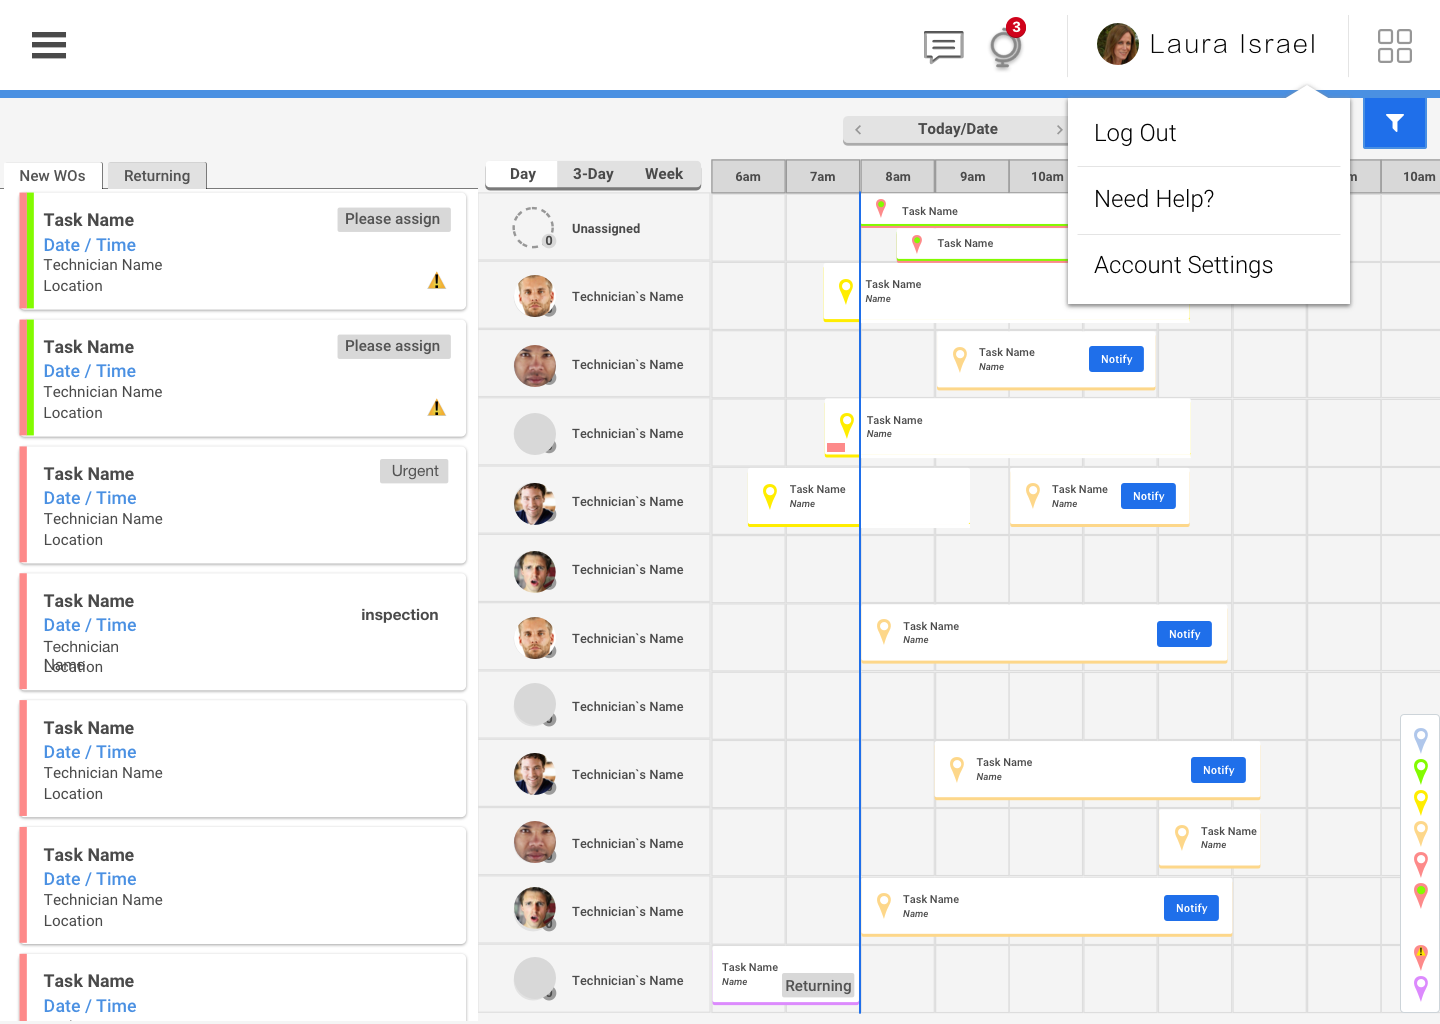 3
Laura Israel
Log Out
Need Help?
Account Settings
Today/Date
New WOs
Returning
Day
3-Day
Week
6am
7am
8am
9am
10am
10am
Task Name
Please assign
Date / Time
Technician Name
Location
Task Name
Please assign
Date / Time
Technician Name
Location
Task Name
Urgent
Date / Time
Technician Name
Location
Task Name
inspection
Date / Time
Technician
Name
Location
Task Name
Date / Time
Technician Name
Location
Task Name
Date / Time
Technician Name
Location
Task Name
Date / Time
0
Unassigned
Task Name
Task Name
Technician`s Name
Task Name
Name
Technician`s Name
Task Name
Name
Notify
Technician`s Name
Task Name
Name
Technician`s Name
Task Name
Name
Task Name
Name
Notify
Technician`s Name
Technician`s Name
Task Name
Name
Notify
Technician`s Name
Technician`s Name
Task Name
Name
Notify
Technician`s Name
Task Name
Name
Technician`s Name
Task Name
Name
Notify
Technician`s Name
Task Name
Name
Returning